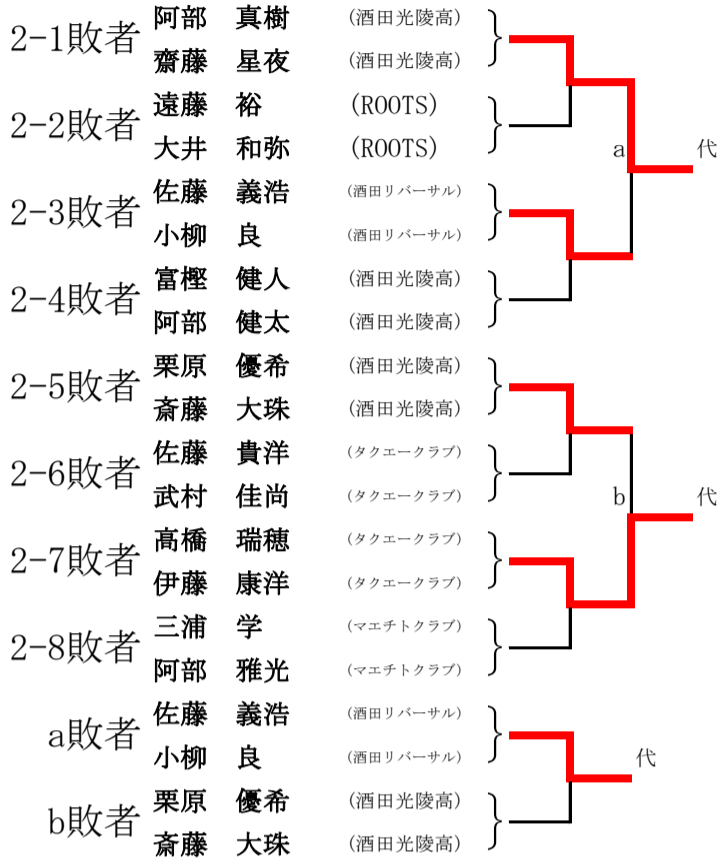 2-1敗者 阿部 真樹 (酒田光陵高)
齋藤 星夜 (酒田光陵高)
2-2敗者 遠藤 裕 (ROOTS)
大井 和弥 (ROOTS)
a 代
2-3敗者 佐藤 義浩 (酒田リバーサル)
小柳 良 (酒田リバーサル)
2-4敗者 富樫 健人 (酒田光陵高)
阿部 健太 (酒田光陵高)
2-5敗者 栗原 優希 (酒田光陵高)
斎藤 大珠 (酒田光陵高)
2-6敗者 佐藤 貴洋 (タクエークラブ)
武村 佳尚 (タクエークラブ)
b 代
2-7敗者 高橋 瑞穂 (タクエークラブ)
伊藤 康洋 (タクエークラブ)
2-8敗者 三浦 学 (マエチトクラブ)
阿部 雅光 (マエチトクラブ)
a敗者 佐藤 義浩 (酒田リバーサル)
小柳 良 (酒田リバーサル)
代
b敗者 栗原 優希 (酒田光陵高)
斎藤 大珠 (酒田光陵高)